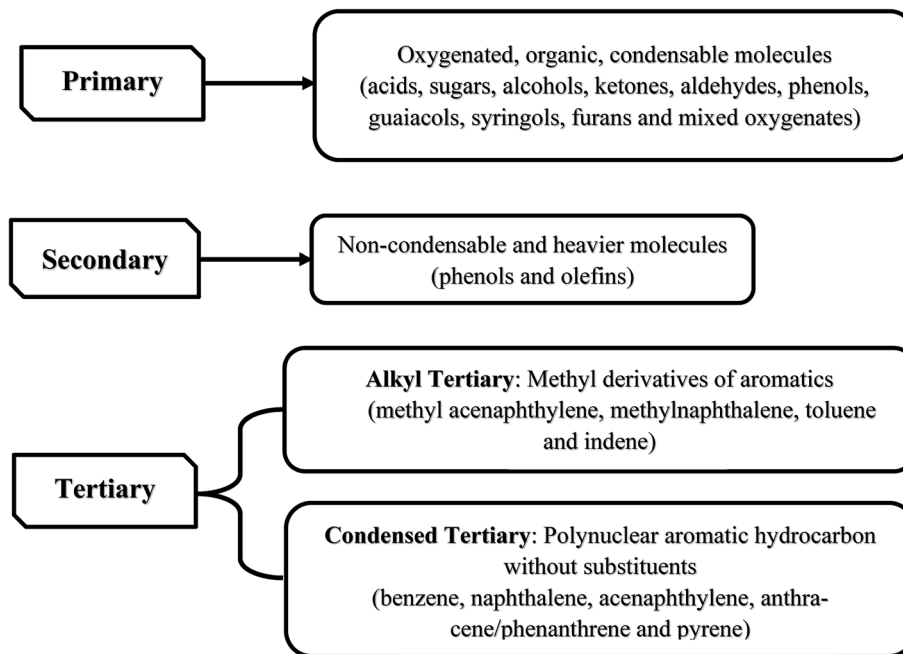 Primary
Oxygenated, organic, condensable molecules
(acids, sugars, alcohols, ketones, aldehydes, phenols,
guaiacols, syringols, furans and mixed oxygenates)
Secondary
Non-condensable and heavier molecules
(phenols and olefins)
Tertiary
Alkyl Tertiary: Methyl derivatives of aromatics
(methyl acenaphthylene, methylnaphthalene, toluene
and indene)
Condensed Tertiary: Polynuclear aromatic hydrocarbon
without substituents
(benzene, naphthalene, acenaphthylene, anthra-
cene/phenanthrene and pyrene)